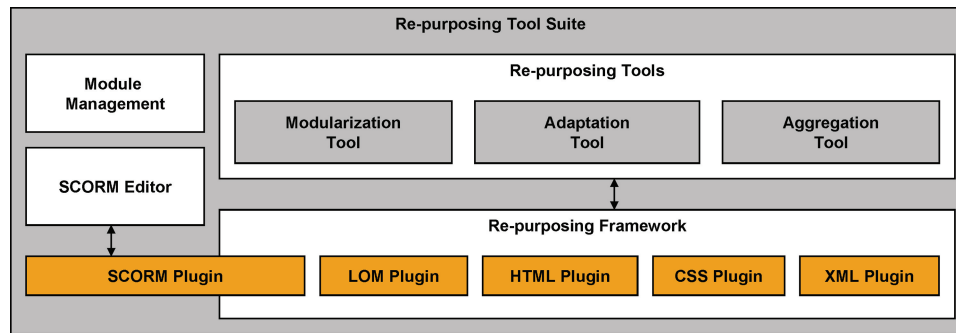 Re-purposing Tool Suite
Module
Management
Re-purposing Tools
Modularization
Tool
Adaptation
Tool
Aggregation
Tool
SCORM Editor
Re-purposing Framework
SCORM Plugin
LOM Plugin
HTML Plugin
CSS Plugin
XML Plugin